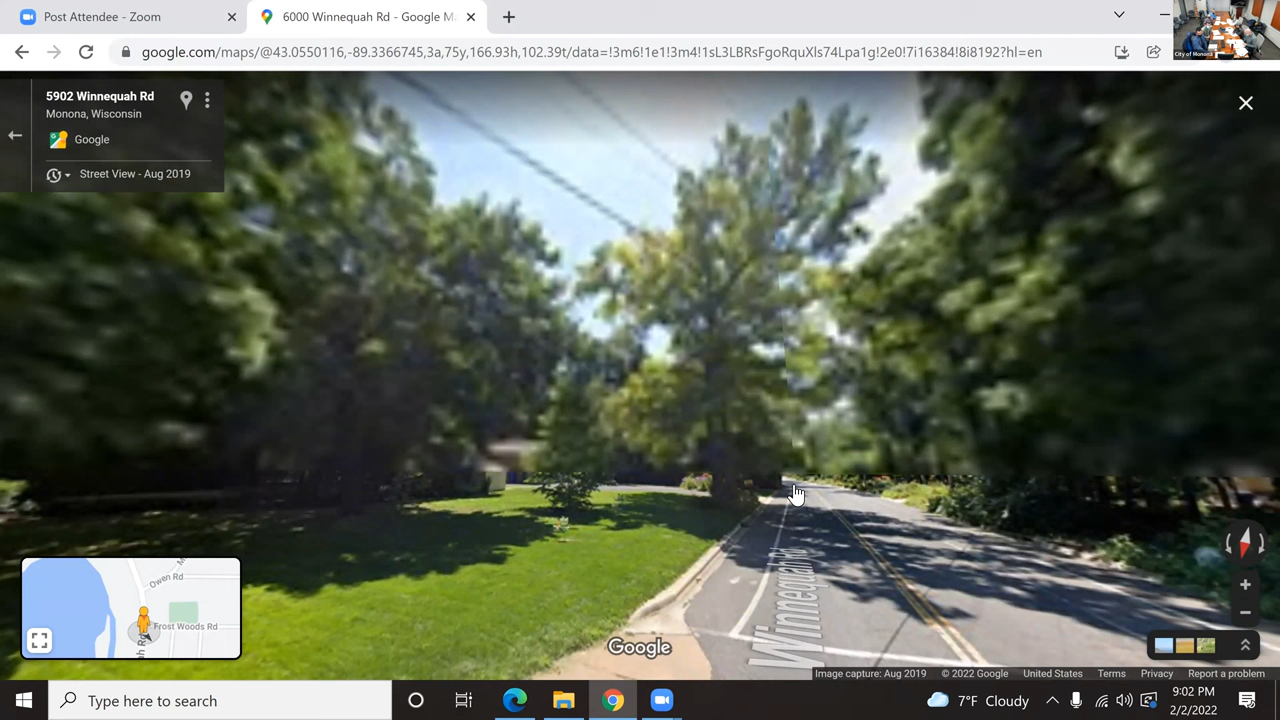 Post Attendee - Zoom
6000 Winnequah Rd - Google M
google.com/maps/@43.0550116,-89.3366745,3a,75y,166.93h,102.39t/data=!3m6!1e1!3m4!1sL3LBRsFgoRquXls74Lpa1g!2e0!7i16384!8i8192?hl=en
City of Monona
5902 Winnequah Rd
Monona, Wisconsin
Google
Street View - Aug 2019
Winnequah Rd
Owen Rd
Frost Woods Rd
Google
Image capture: Aug 2019 © 2022 Google United States Terms Privacy Report a problem
Type here to search
7°F Cloudy
9:02 PM
2/2/2022